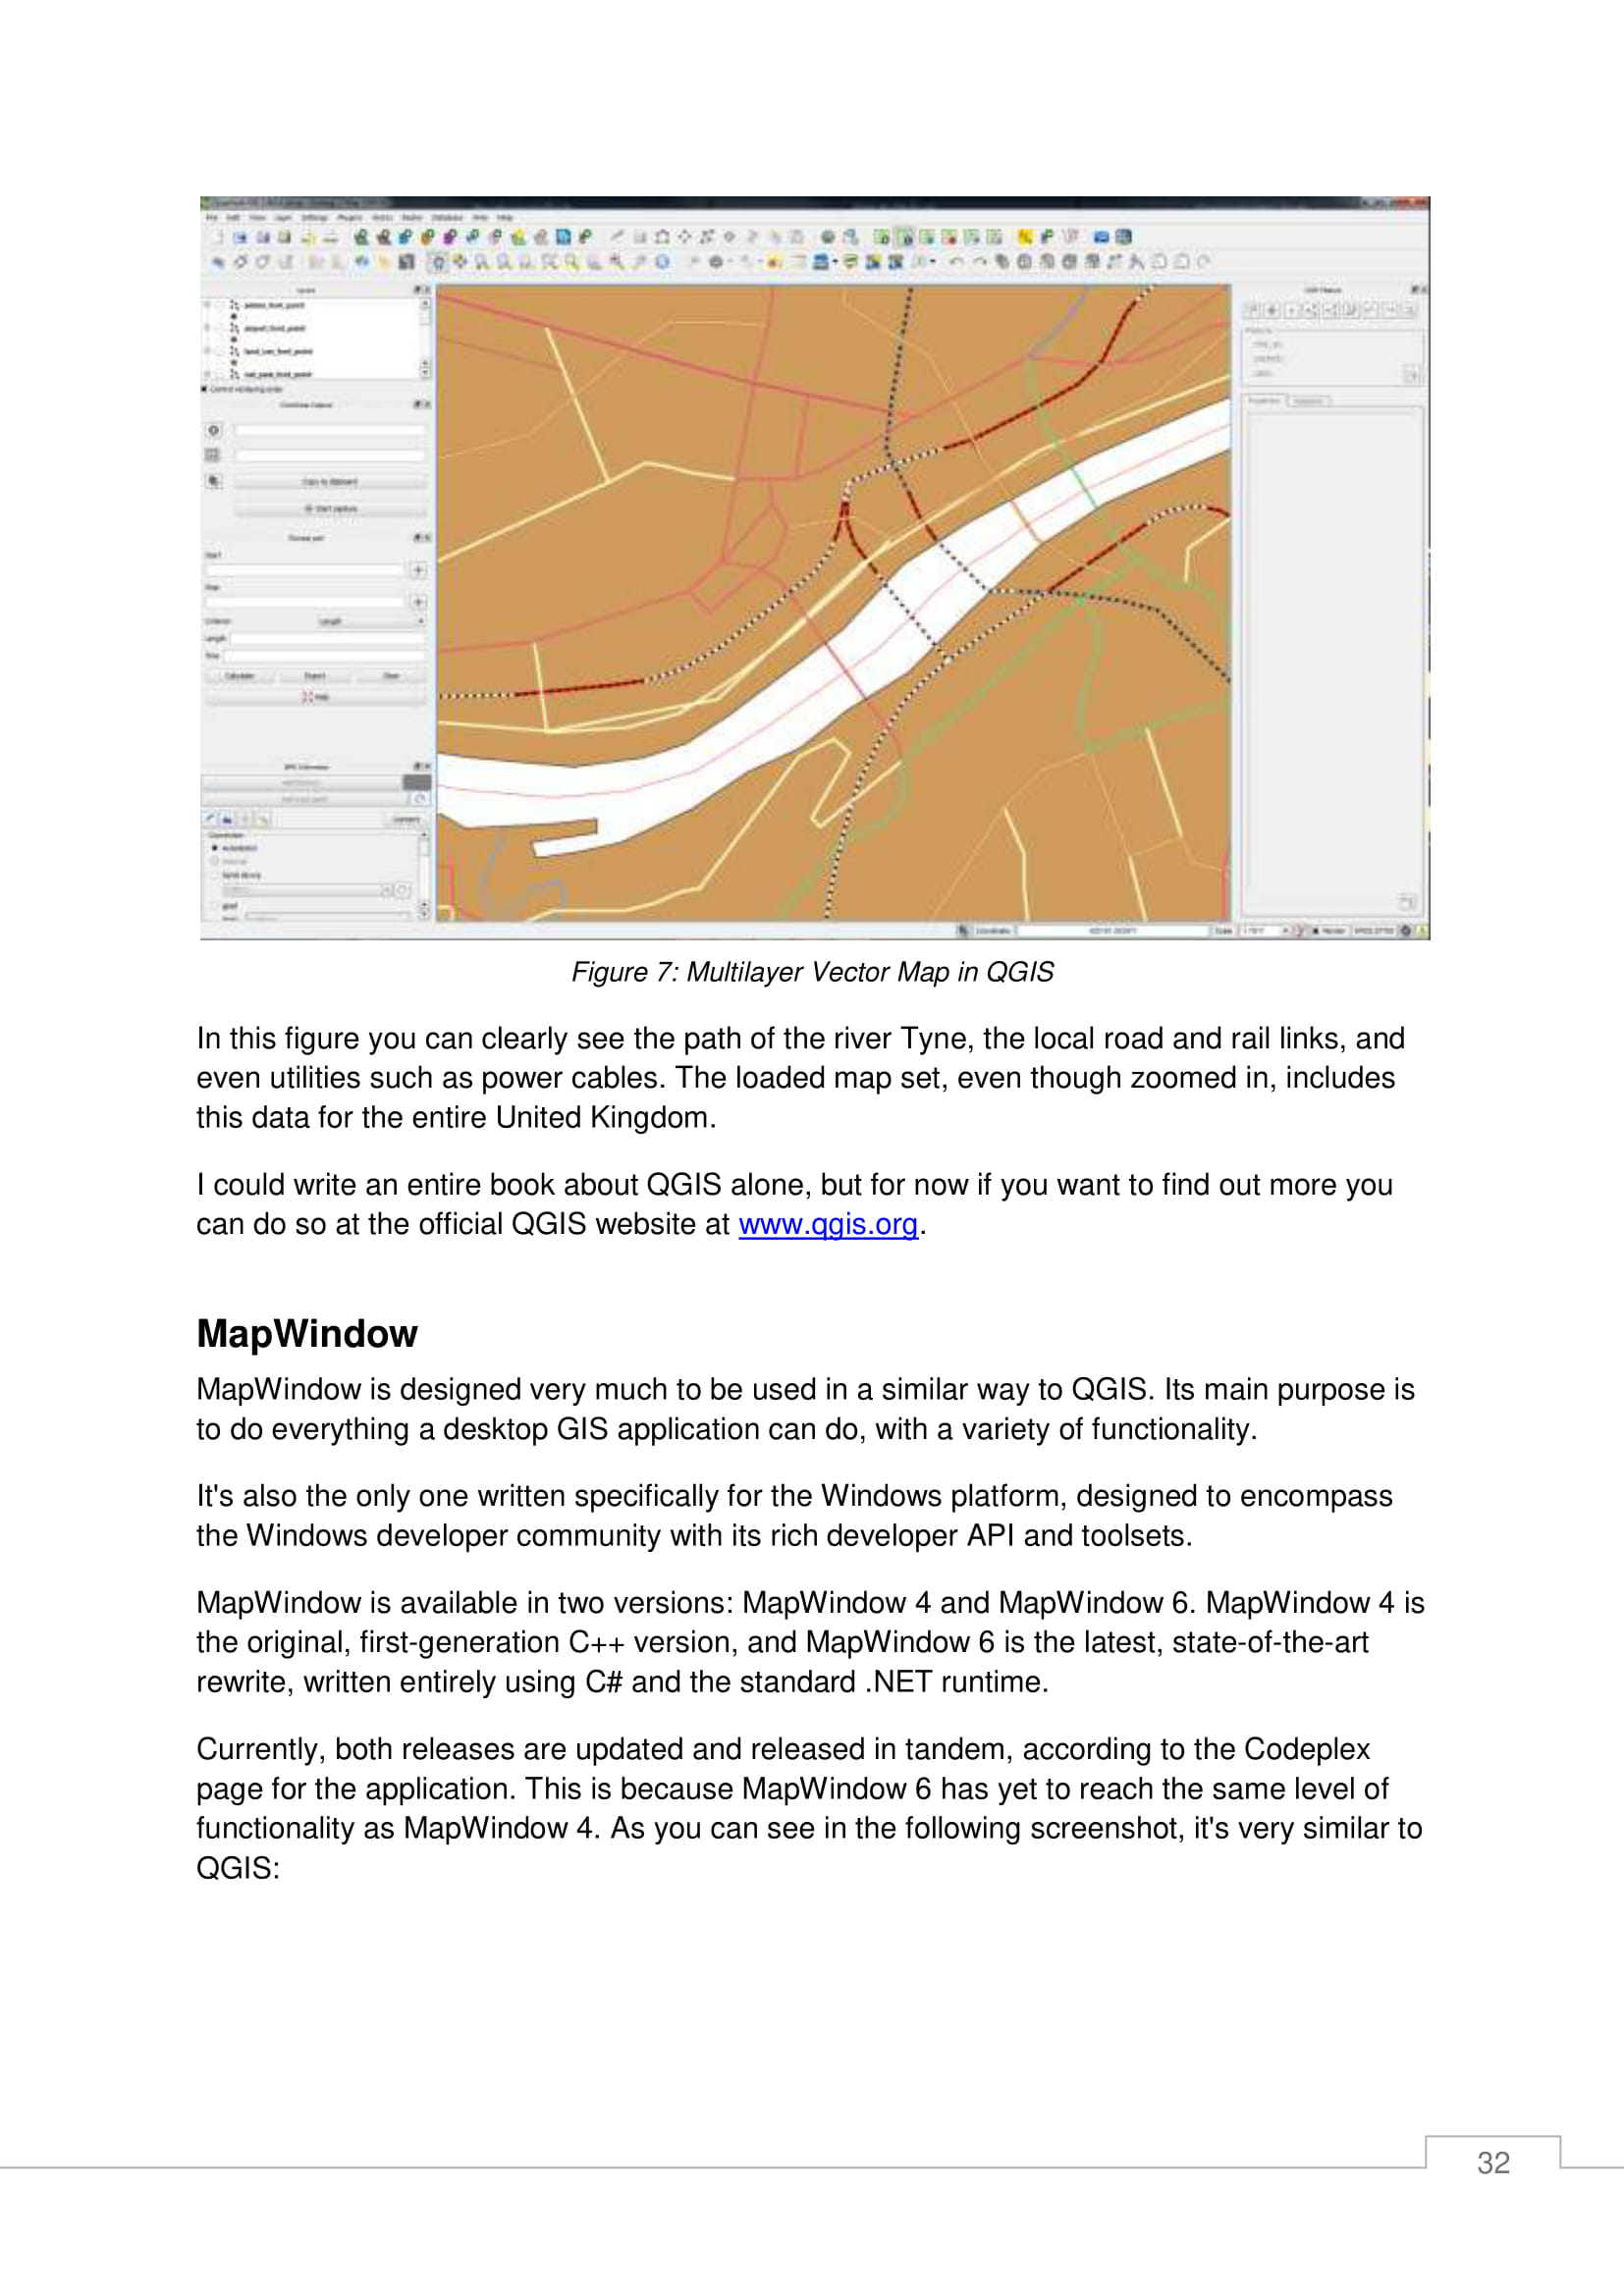 Copy to clipboard
Start capture
Length
Calculate Export Clear
Figure 7: Multilayer Vector Map in QGIS
In this figure you can clearly see the path of the river Tyne, the local road and rail links, and
even utilities such as power cables. The loaded map set, even though zoomed in, includes
this data for the entire United Kingdom.
I could write an entire book about QGIS alone, but for now if you want to find out more you
can do so at the official QGIS website at www.qgis.org.
MapWindow
MapWindow is designed very much to be used in a similar way to QGIS. Its main purpose is
to do everything a desktop GIS application can do, with a variety of functionality.
It's also the only one written specifically for the Windows platform, designed to encompass
the Windows developer community with its rich developer API and toolsets.
MapWindow is available in two versions: MapWindow 4 and MapWindow 6. MapWindow 4 is
the original, first-generation C++ version, and MapWindow 6 is the latest, state-of-the-art
rewrite, written entirely using C# and the standard .NET runtime.
Currently, both releases are updated and released in tandem, according to the Codeplex
page for the application. This is because MapWindow 6 has yet to reach the same level of
functionality as MapWindow 4. As you can see in the following screenshot, it's very similar to
QGIS:
32